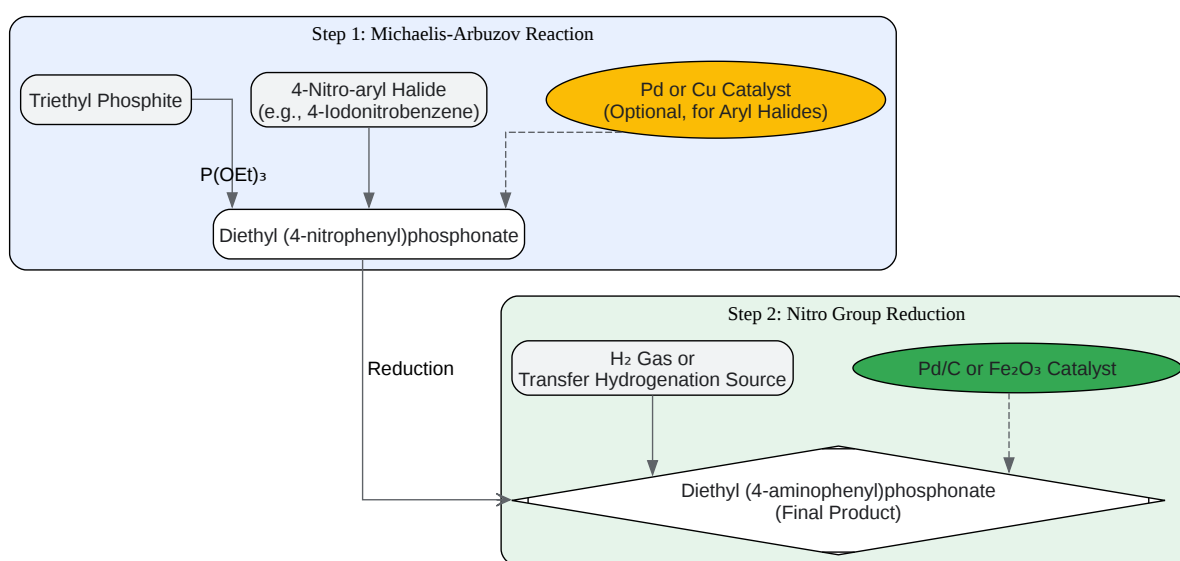 Step 1: Michaelis-Arbuzov Reaction
Triethyl Phosphite
4-Nitro-aryl Halide
(e.g., 4-Iodonitrobenzene)
Pd or Cu Catalyst
(Optional, for Aryl Halides)
P(OEt)₃
Diethyl (4-nitrophenyl)phosphonate
Reduction
Step 2: Nitro Group Reduction
H₂ Gas or
Transfer Hydrogenation Source
Pd/C or Fe₂O₃ Catalyst
Diethyl (4-aminophenyl)phosphonate
(Final Product)